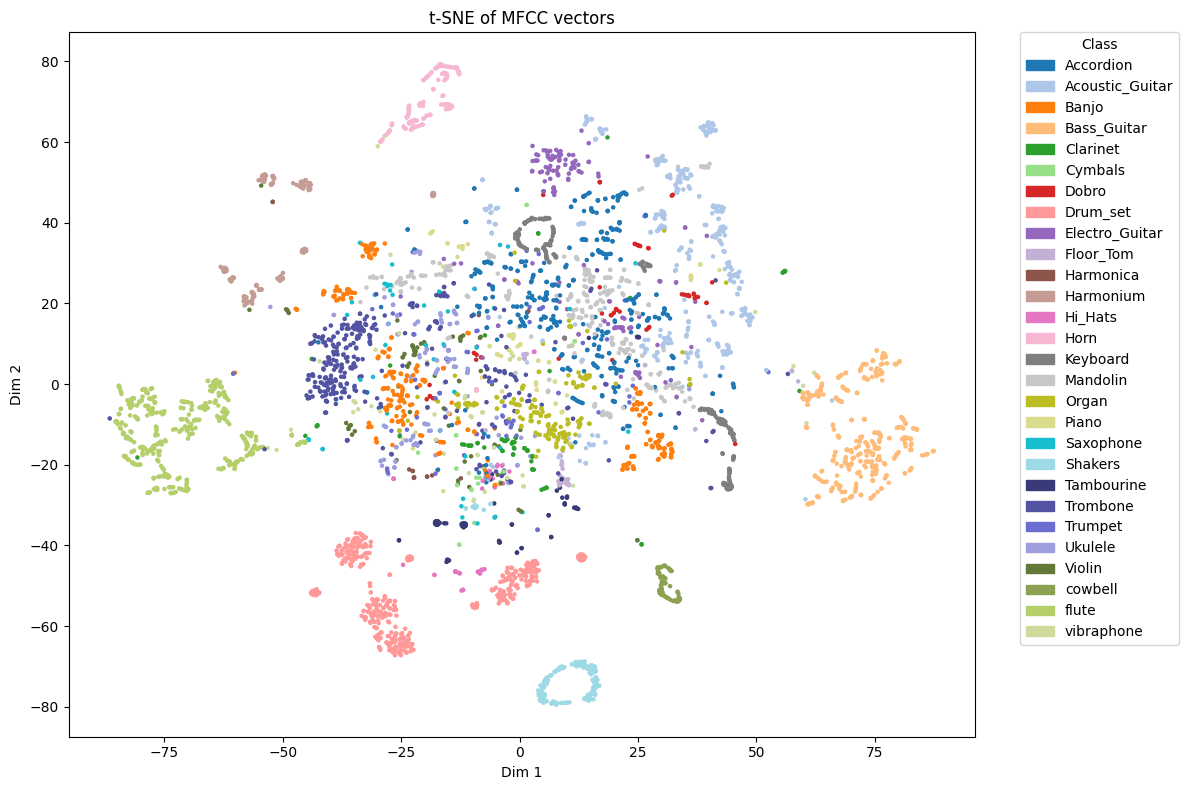 t-SNE of MFCC vectors
Dim 2
80
60
40
20
0
−20
−40
−60
−80
−75
−50
−25
0
25
50
75
Dim 1
Class
Accordion
Acoustic_Guitar
Banjo
Bass_Guitar
Clarinet
Cymbals
Dobro
Drum_set
Electro_Guitar
Floor_Tom
Harmonica
Harmonium
Hi_Hats
Horn
Keyboard
Mandolin
Organ
Piano
Saxophone
Shakers
Tambourine
Trombone
Trumpet
Ukulele
Violin
cowbell
flute
vibraphone